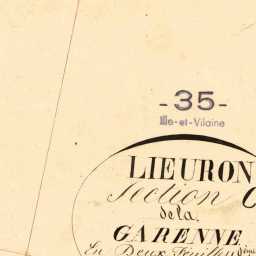 - 35 -
Ille-et-Vilaine
LIEURON
Section C
de la
GARENNE
En Deux Feuilles